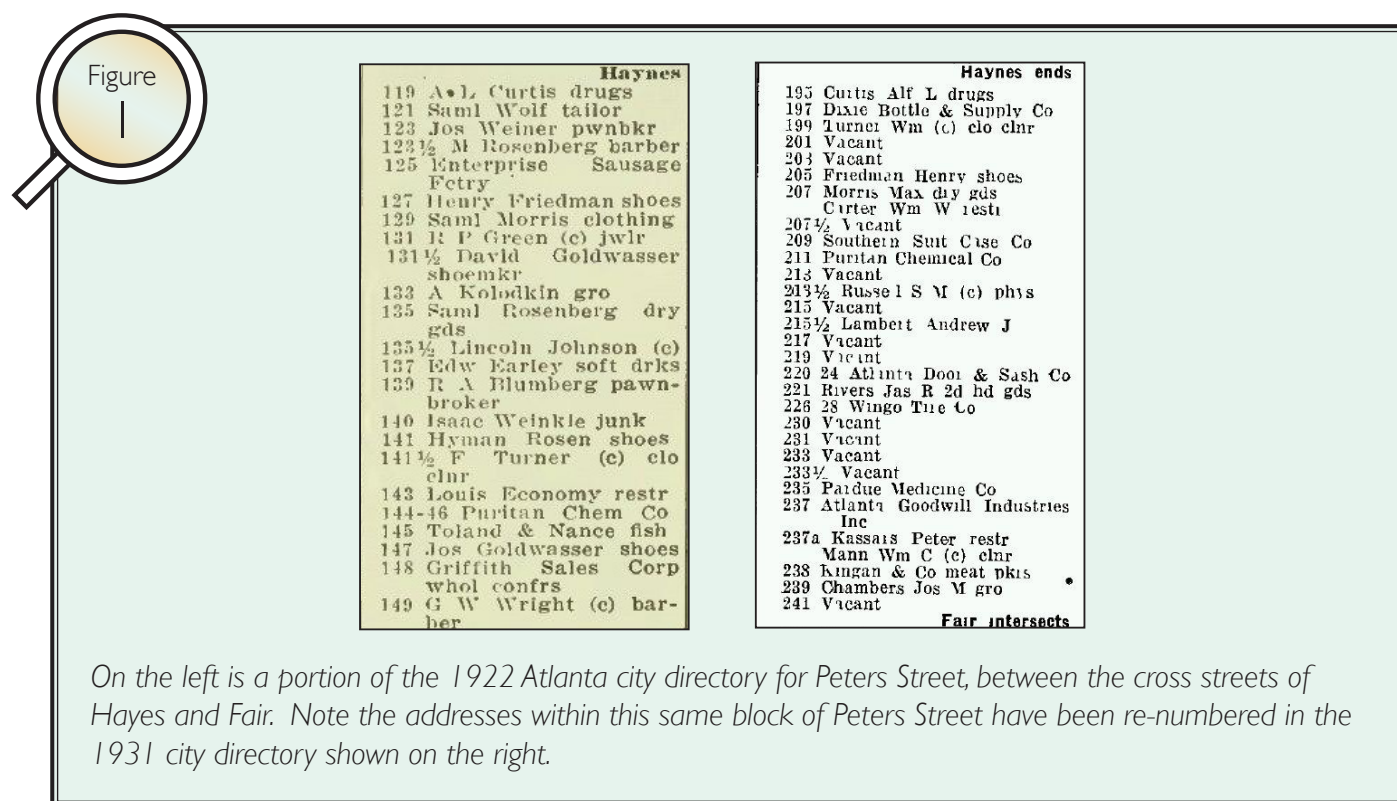 Figure
1
Haynes
119 A. L. Curtis drugs
121 Saml Wolf tailor
123 Jos Weiner pwnbkr
123½ M Rosenberg barber
125 Enterprise Sausage
Fctry
127 Henry Friedman shoes
129 Saml Morris clothing
131 R P Green (c) jwlr
131½ David Goldwasser
shoemkr
133 A Kolodkin gro
135 Saml Rosenberg dry
gds
135½ Lincoln Johnson (c)
137 Edw Earley soft drks
139 R A Blumberg pawn-
broker
140 Isaac Weinkle junk
141 Hyman Rosen shoes
141½ F Turner (c) clo
clnr
143 Louis Economy restr
144-46 Puritan Chem Co
145 Toland & Nance fish
147 Jos Goldwasser shoes
148 Griffith Sales Corp
whol confrs
149 G W Wright (c) bar-
ber
Haynes ends
195 Curtis Alf L drugs
197 Dixie Bottle & Supply Co
199 Turner Wm (c) clo clnr
201 Vacant
203 Vacant
205 Friedman Henry shoes
207 Morris Max dry gds
Carter Wm W restr
207½ Vacant
209 Southern Suit Case Co
211 Puritan Chemical Co
213 Vacant
213½ Russell S M (c) phys
215 Vacant
215½ Lambert Andrew J
217 Vacant
219 Vacant
220 24 Atlanta Door & Sash Co
221 Rivers Jas R 2d hd gds
226 28 Wingo Tire Co
230 Vacant
231 Vacant
233 Vacant
233½ Vacant
235 Pardue Medicine Co
237 Atlanta Goodwill Industries
Inc
237a Kassars Peter restr
Mann Wm C (c) clnr
238 Kingan & Co meat pkrs
239 Chambers Jos M gro
241 Vacant
Fair intersects
On the left is a portion of the 1922 Atlanta city directory for Peters Street, between the cross streets of
Hayes and Fair. Note the addresses within this same block of Peters Street have been re-numbered in the
1931 city directory shown on the right.